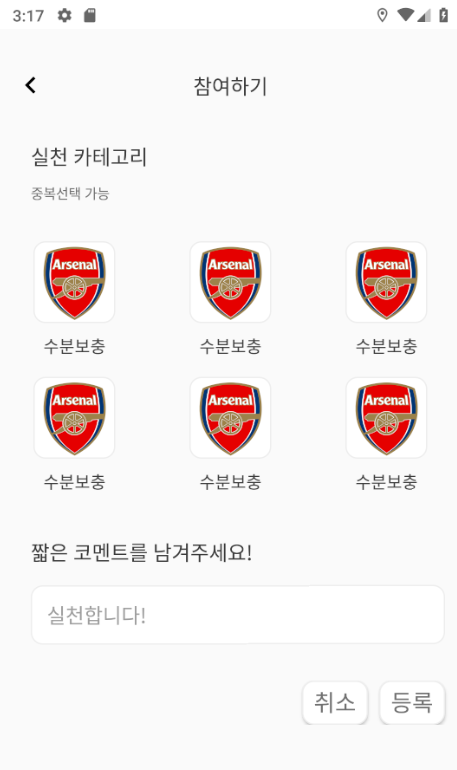 3:17
참여하기
실천 카테고리
중복선택 가능
Arsenal Arsenal Arsenal
수분보충 수분보충 수분보충
Arsenal Arsenal Arsenal
수분보충 수분보충 수분보충
짧은 코멘트를 남겨주세요!
실천합니다!
취소 등록